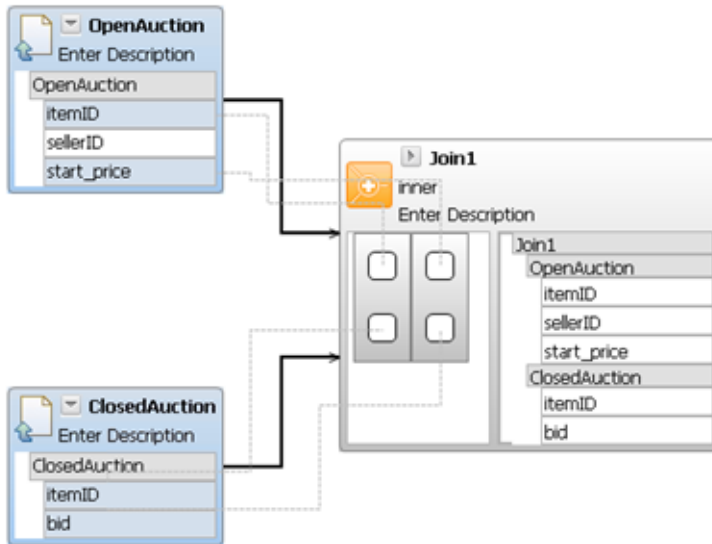 OpenAuction
Enter Description
OpenAuction
itemID
sellerID
start_price
Join1
inner
Enter Description
Join1
OpenAuction
itemID
sellerID
start_price
ClosedAuction
itemID
bid
ClosedAuction
Enter Description
ClosedAuction
itemID
bid